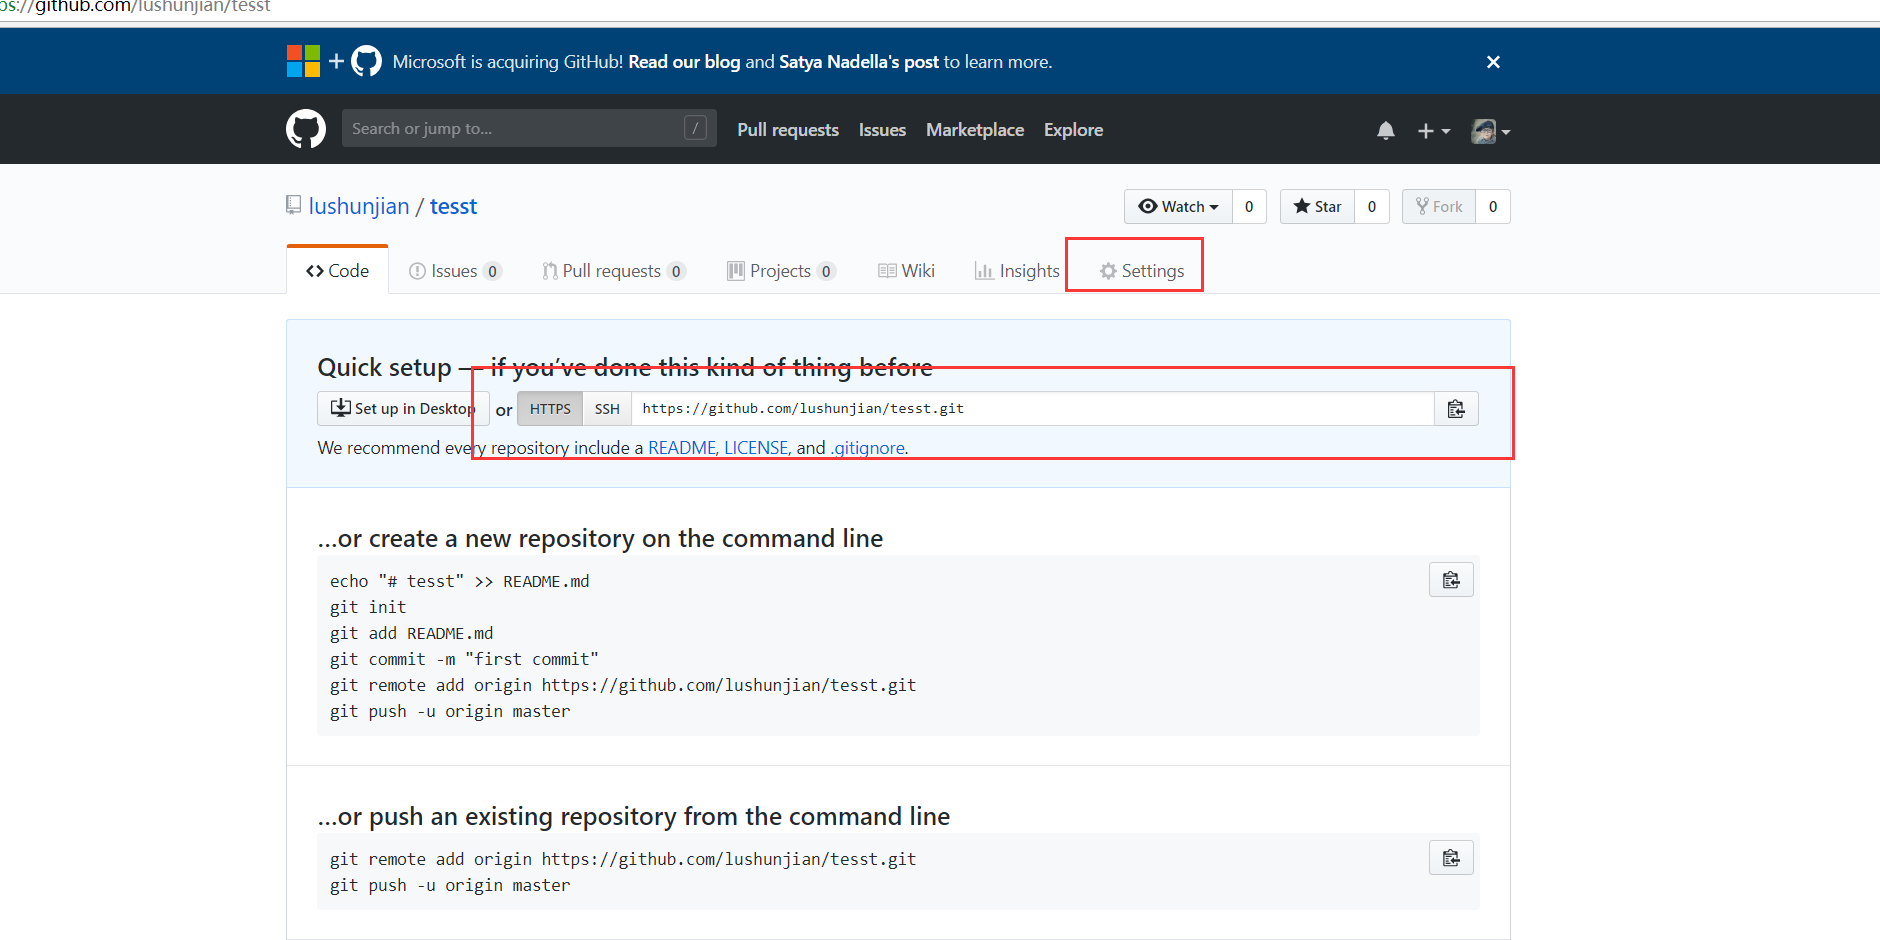 ps://github.com/lushunjian/tesst
+ Microsoft is acquiring GitHub! Read our blog and Satya Nadella's post to learn more. ×
Search or jump to... / Pull requests Issues Marketplace Explore +
lushunjian / tesst Watch 0 Star 0 Fork 0
<> Code Issues 0 Pull requests 0 Projects 0 Wiki Insights Settings
Quick setup — if you’ve done this kind of thing before
Set up in Desktop or HTTPS SSH https://github.com/lushunjian/tesst.git
We recommend every repository include a README, LICENSE, and .gitignore.
…or create a new repository on the command line
echo "# tesst" >> README.md
git init
git add README.md
git commit -m "first commit"
git remote add origin https://github.com/lushunjian/tesst.git
git push -u origin master
…or push an existing repository from the command line
git remote add origin https://github.com/lushunjian/tesst.git
git push -u origin master